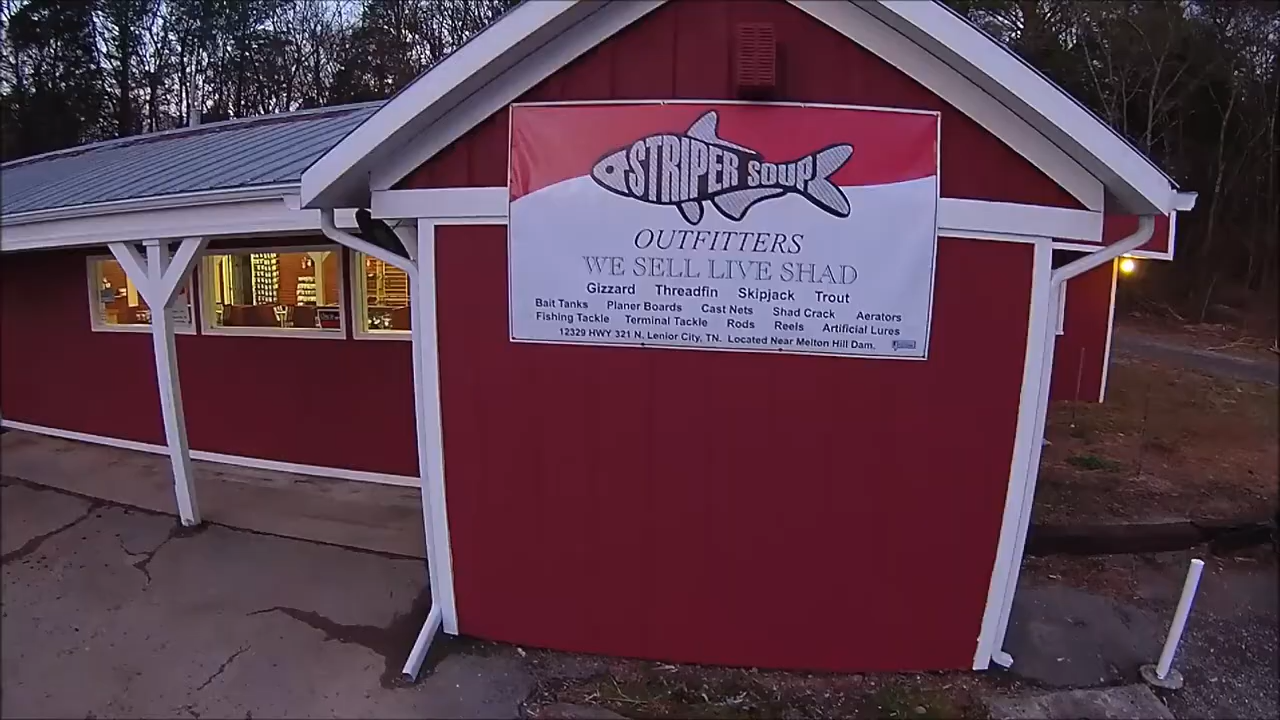 STRIPER SOUP
OUTFITTERS
WE SELL LIVE SHAD
Gizzard Threadfin Skipjack Trout
Bait Tanks Planer Boards Cast Nets Shad Crack Aerators
Fishing Tackle Terminal Tackle Rods Reels Artificial Lures
12329 HWY 321 N. Lenior City, TN. Located Near Melton Hill Dam.